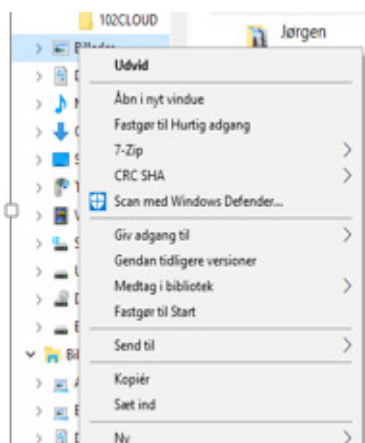 102CLOUD
Jørgen
Billeder
Udvid
Åbn i nyt vindue
Fastgør til Hurtig adgang
7-Zip
CRC SHA
Scan med Windows Defender...
Giv adgang til
Gendan tidligere versioner
Medtag i bibliotek
Fastgør til Start
Send til
Kopiér
Sæt ind
Ny